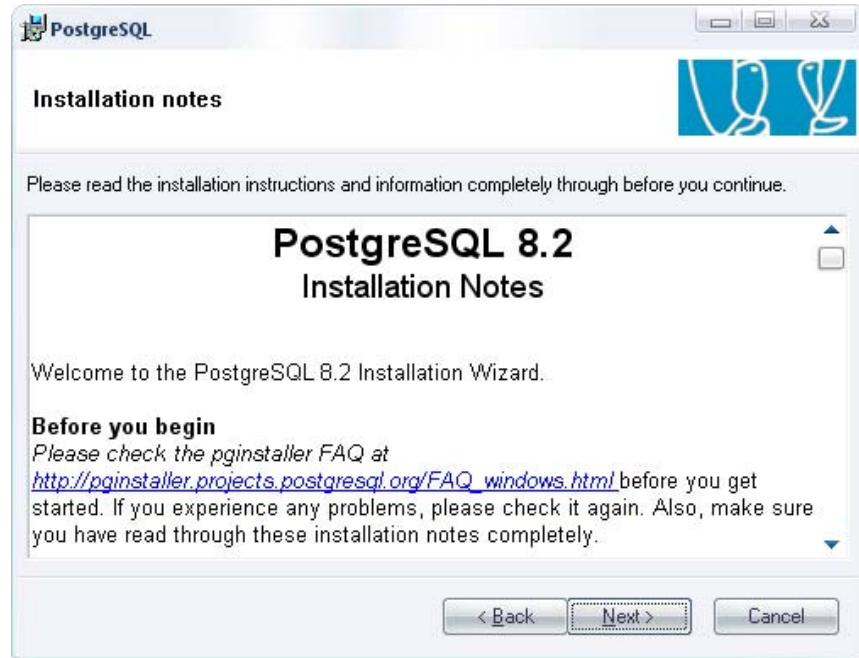 PostgreSQL
Installation notes
Please read the installation instructions and information completely through before you continue.
PostgreSQL 8.2
Installation Notes
Welcome to the PostgreSQL 8.2 Installation Wizard.
Before you begin
Please check the pginstaller FAQ at
http://pginstaller.projects.postgresql.org/FAQ_windows.html before you get
started. If you experience any problems, please check it again. Also, make sure
you have read through these installation notes completely.
< Back Next > Cancel